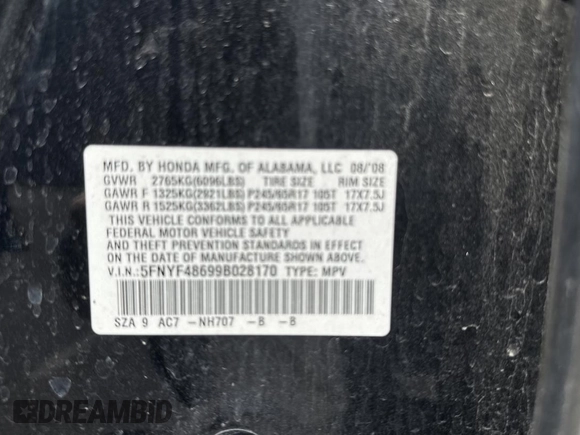 MFD. BY HONDA MFG. OF ALABAMA, LLC 08/'08
GVWR 2765KG(6096LBS) TIRE SIZE RIM SIZE
GAWR F 1325KG(2921LBS) P245/65R17 105T 17X7.5J
GAWR R 1525KG(3362LBS) P245/65R17 105T 17X7.5J
THIS VEHICLE CONFORMS TO ALL APPLICABLE
FEDERAL MOTOR VEHICLE SAFETY
AND THEFT PREVENTION STANDARDS IN EFFECT
ON THE DATE OF MANUFACTURE SHOWN ABOVE.
V.I.N.:5FNYF48699B028170 TYPE: MPV
SZA 9 AC7 -NH707 -B -B
DREAMBID